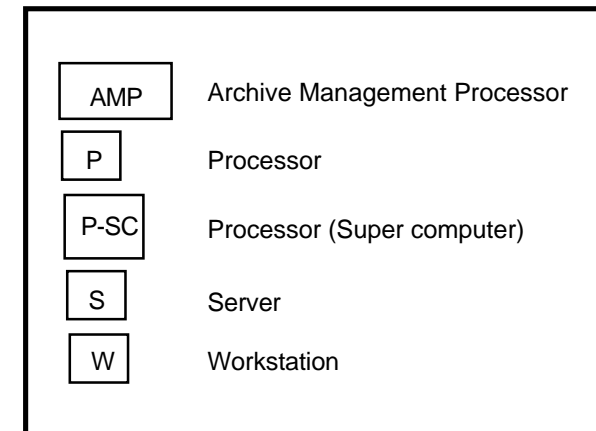 AMP Archive Management Processor
P Processor
P-SC Processor (Super computer)
S Server
W Workstation